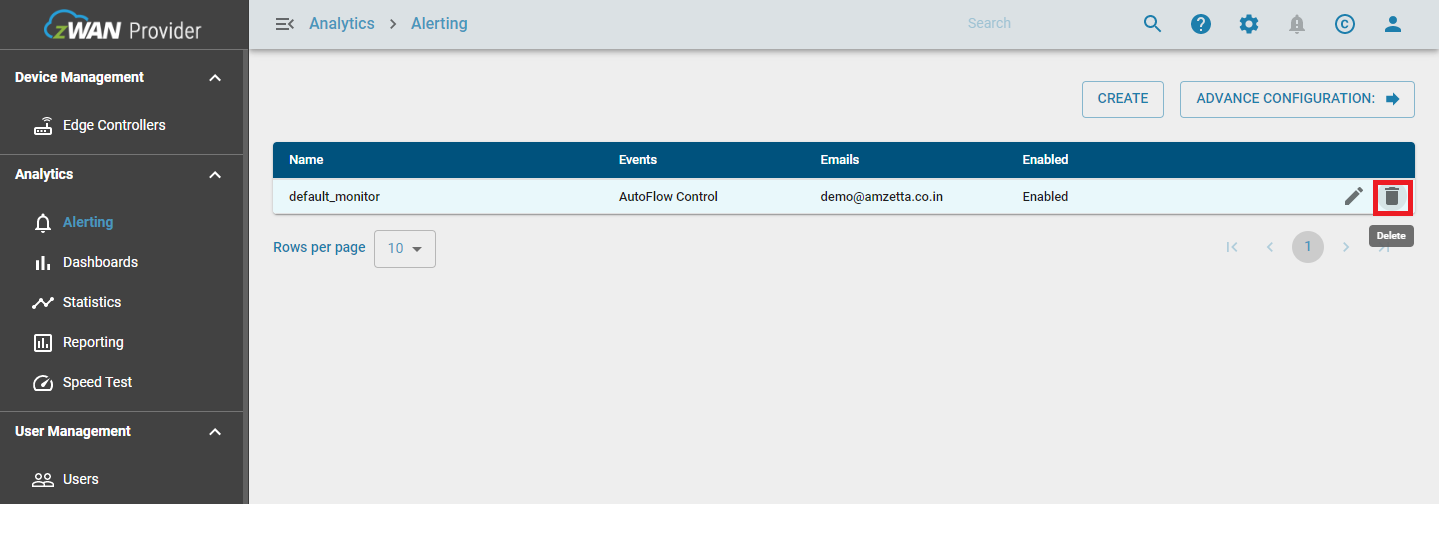 zWAN Provider
Analytics > Alerting
Search
Device Management
Edge Controllers
Analytics
Alerting
Dashboards
Statistics
Reporting
Speed Test
User Management
Users
CREATE
ADVANCE CONFIGURATION:
Name Events Emails Enabled
default_monitor AutoFlow Control demo@amzetta.co.in Enabled
Delete
Rows per page 10
1